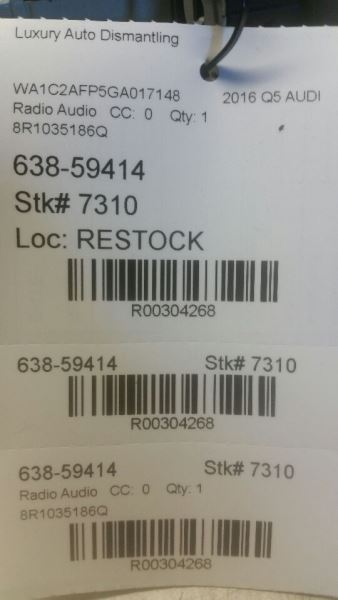 Luxury Auto Dismantling
WA1C2AFP5GA017148 2016 Q5 AUDI
Radio Audio CC: 0 Qty: 1
8R1035186Q
638-59414
Stk# 7310
Loc: RESTOCK
R00304268
638-59414 Stk# 7310
R00304268
638-59414 Stk# 7310
Radio Audio CC: 0 Qty: 1
8R1035186Q
R00304268